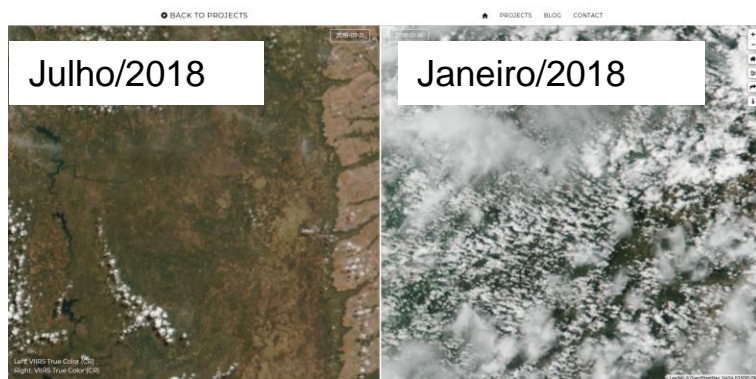 BACK TO PROJECTS
PROJECTS BLOG CONTACT
Julho/2018
Janeiro/2018
Left: VIIRS True Color (CR)
Right: VIIRS True Color (CR)